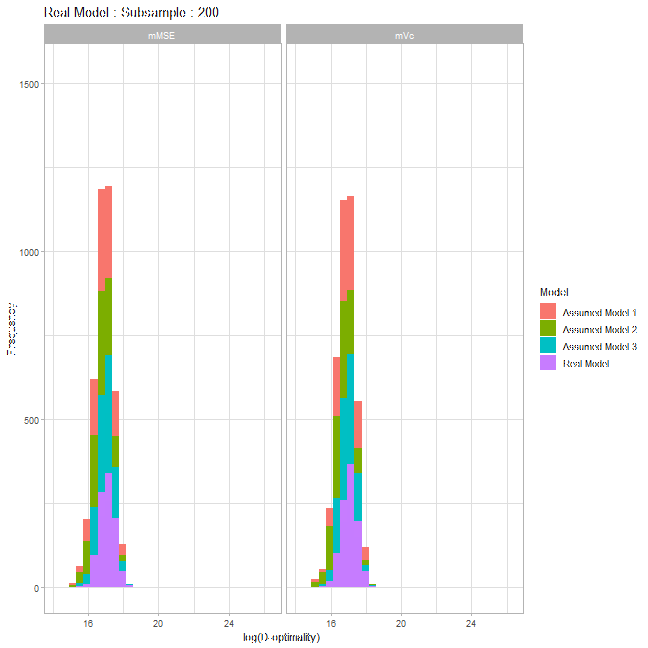 Real Model : Subsample : 200
mMSE
mVc
1500
1000
500
0
Frequency
16
20
24
16
20
24
log(D-optimality)
Model
Assumed Model 1
Assumed Model 2
Assumed Model 3
Real Model